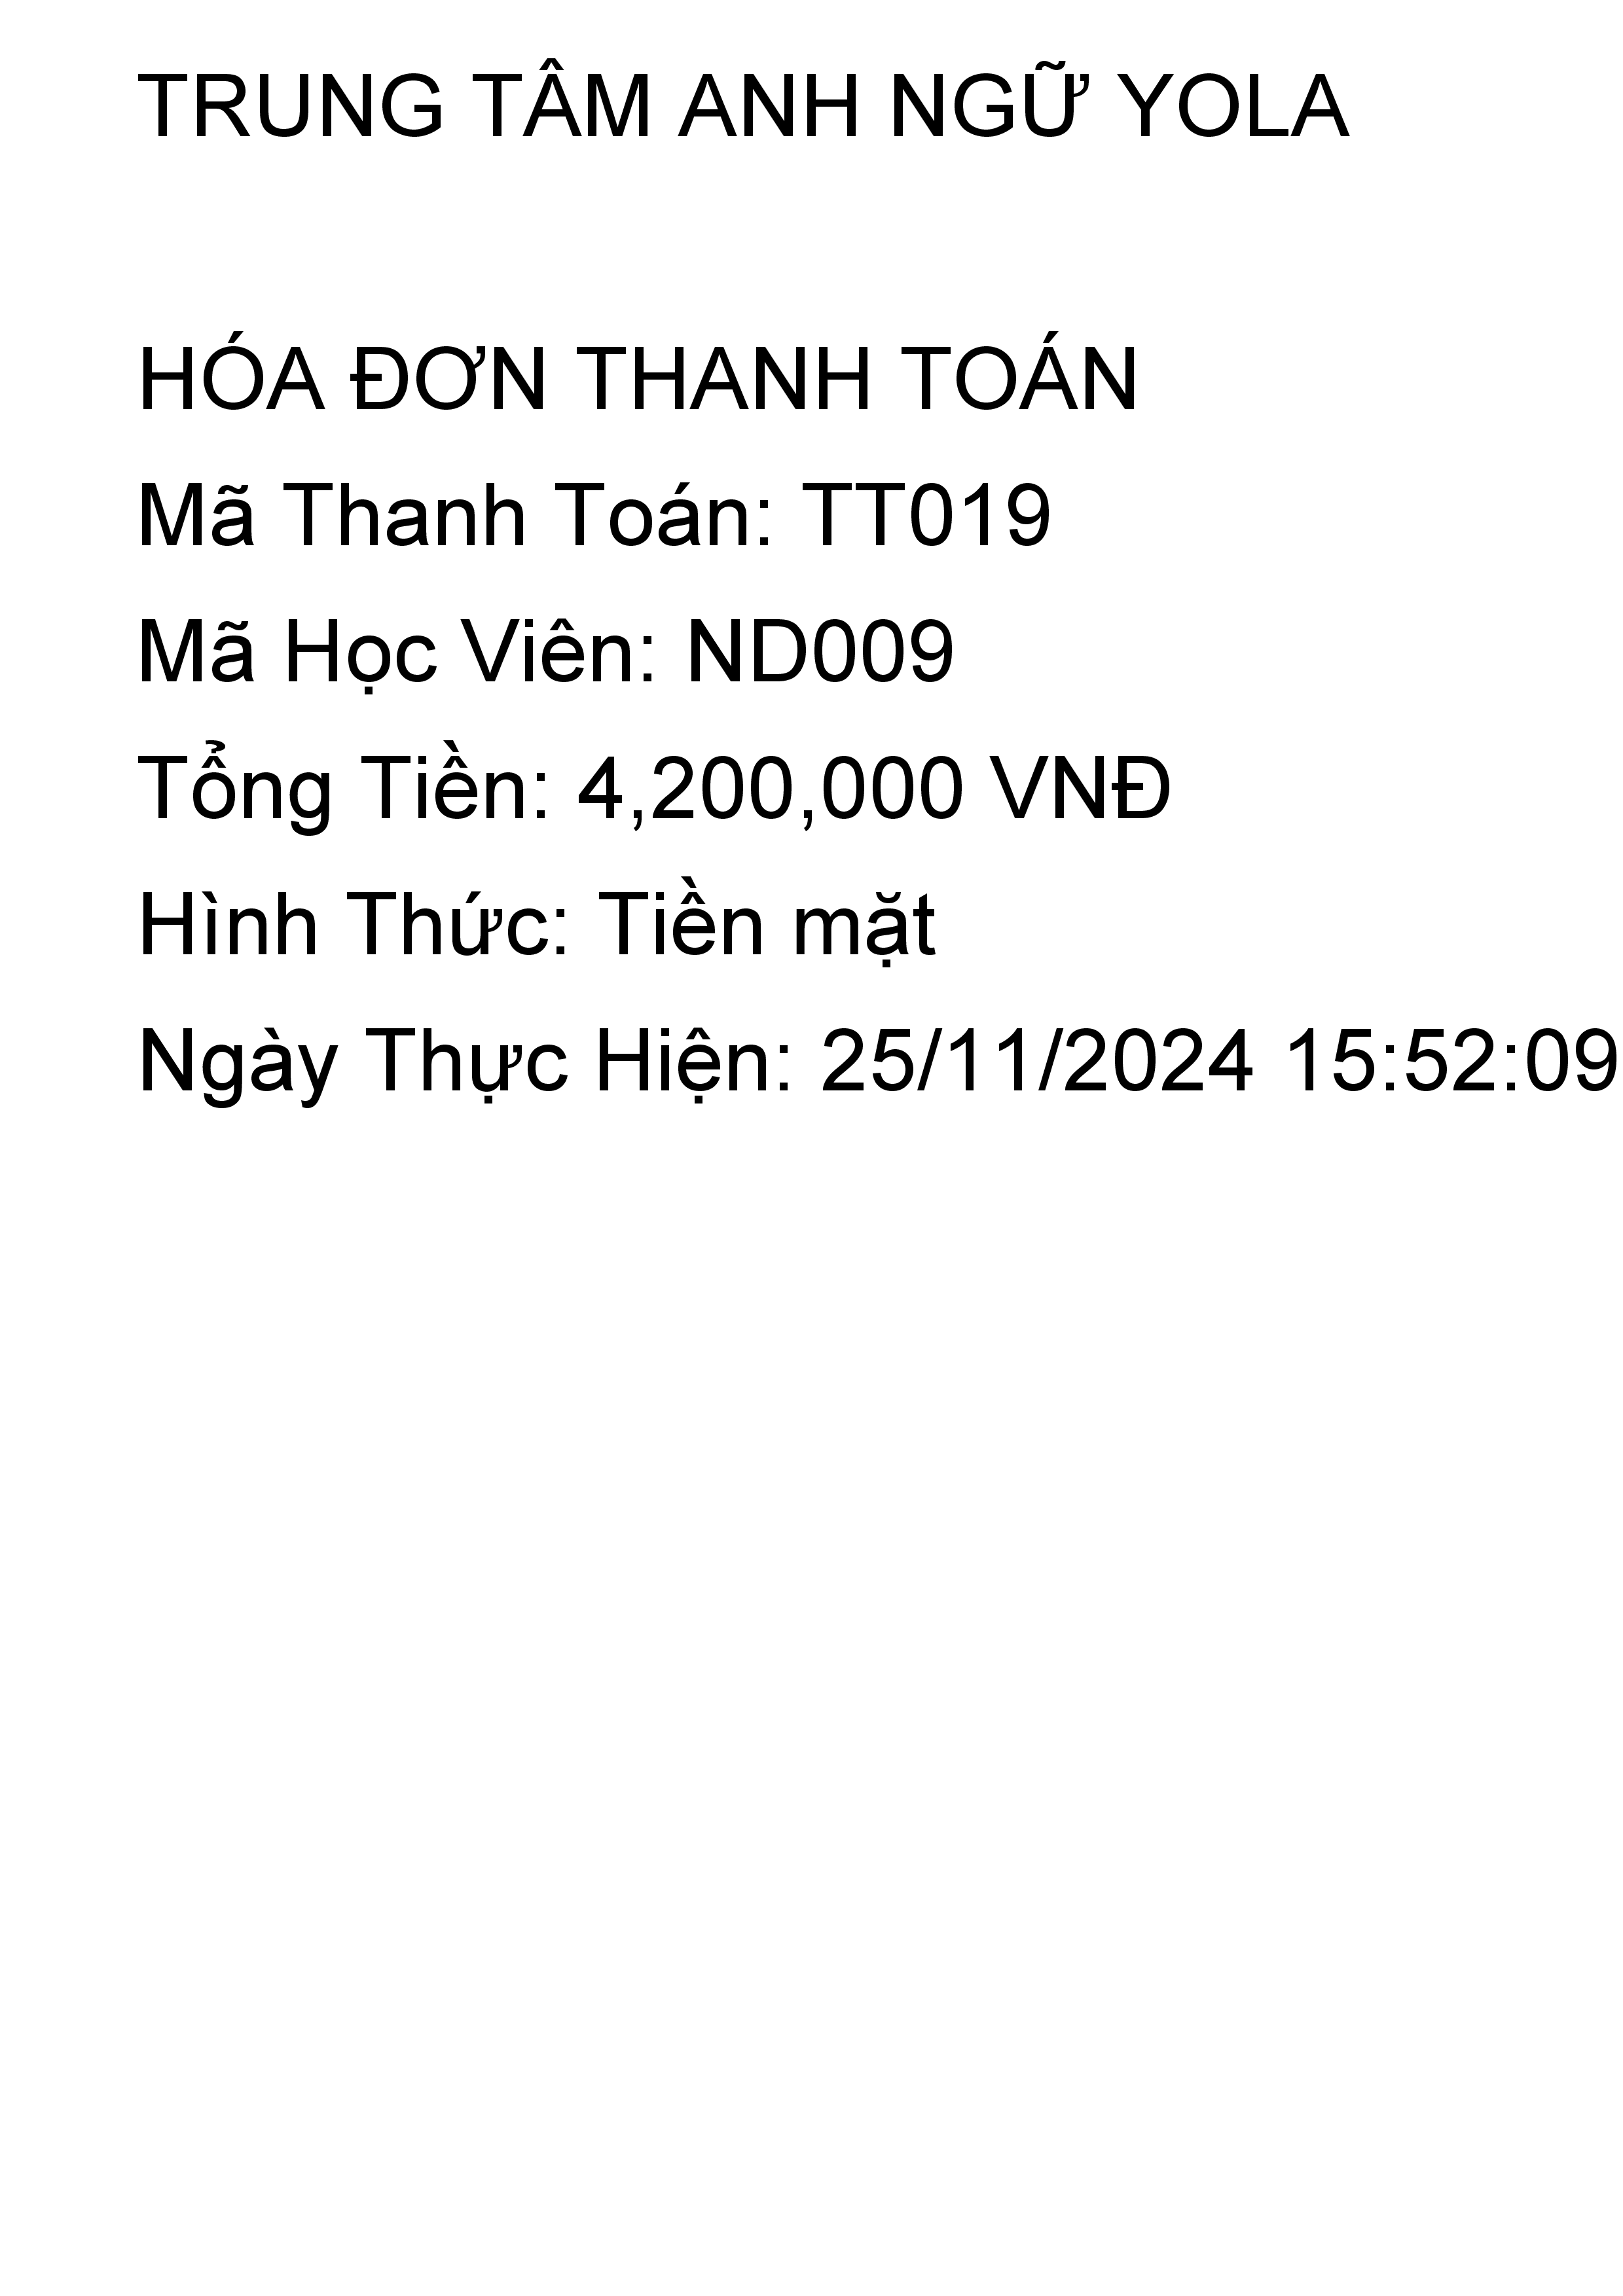 TRUNG TÂM ANH NGỮ YOLA
HÓA ĐƠN THANH TOÁN
Mã Thanh Toán: TT019
Mã Học Viên: ND009
Tổng Tiền: 4,200,000 VNĐ
Hình Thức: Tiền mặt
Ngày Thực Hiện: 25/11/2024 15:52:09